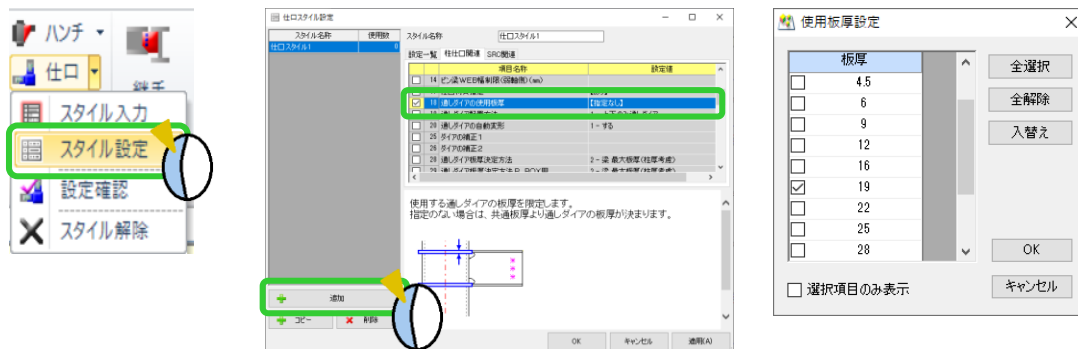 ハンチ
仕口
継手
スタイル入力
スタイル設定
設定確認
スタイル解除
仕口スタイル設定
スタイル名称 使用数
仕口スタイル1 0
追加
コピー 削除
スタイル名称 仕口スタイル1
設定一覧 柱仕口関連 SRC関連
項目名称 設定値
14 ピン梁WEB幅制限(回転側)(mm)
18 通しダイアの使用板厚 【指定なし】
20 通しダイアの自動変形 1 - する
25 ダイアの補正1
26 ダイアの補正2
28 通しダイア板厚決定方法 2 - 梁 最大板厚(柱厚考慮)
使用する通しダイアの板厚を限定します。
指定のない場合は、共通板厚より通しダイアの板厚が決まります。
OK キャンセル 適用(A)
使用板厚設定
板厚
4.5
6
9
12
16
19
22
25
28
全選択
全解除
入替え
OK
キャンセル
選択項目のみ表示